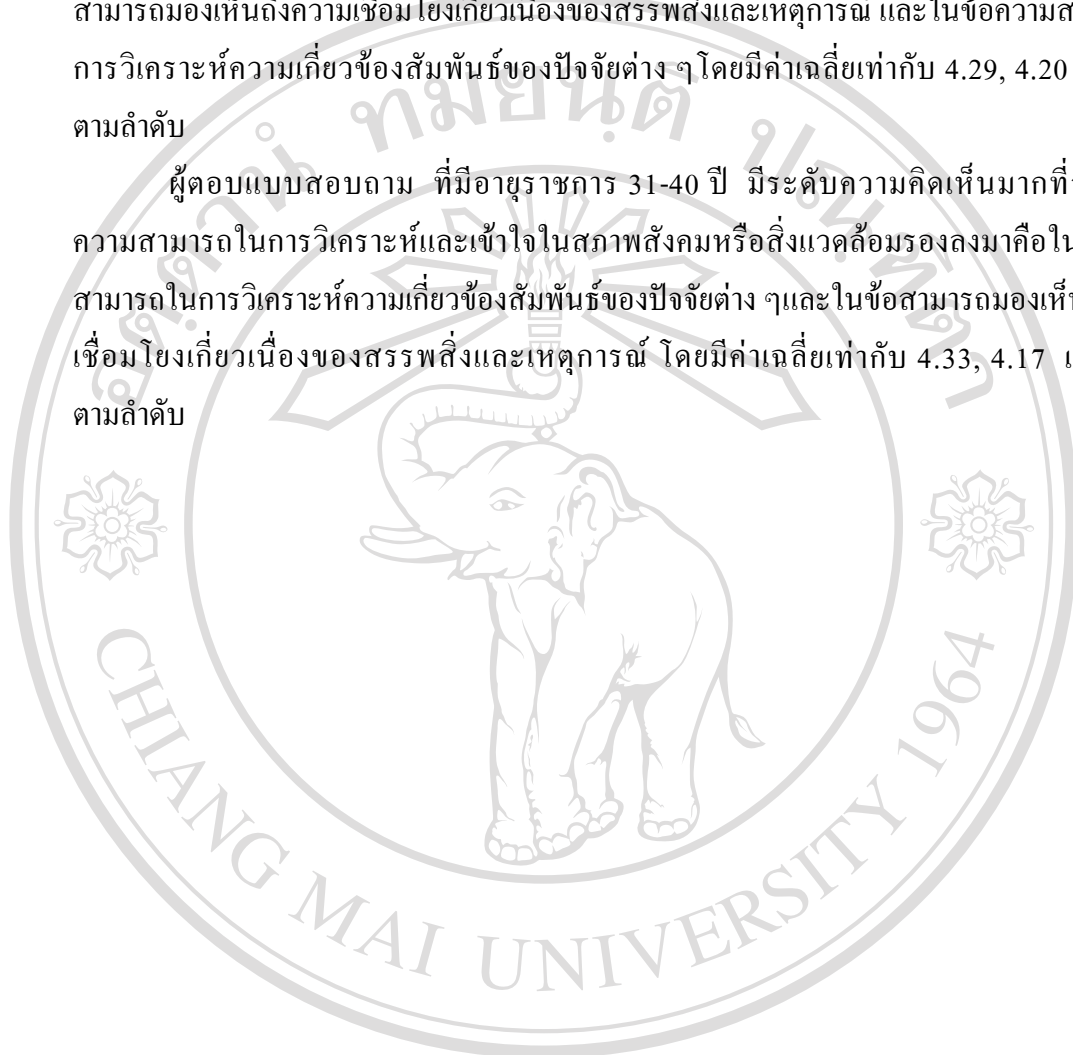 สามารถมองเห็นถึงความเชื่อมโยงเกี่ยวเนื่องของสรรพสิ่งและเหตุการณ์ และในข้อความส
การวิเคราะห์ความเกี่ยวข้องสัมพันธ์ของปัจจัยต่าง ๆ โดยมีค่าเฉลี่ยเท่ากับ 4.29, 4.20
ตามลำดับ
ผู้ตอบแบบสอบถาม ที่มีอายุราชการ 31-40 ปี มีระดับความคิดเห็นมากที่
ความสามารถในการวิเคราะห์และเข้าใจในสภาพสังคมหรือสิ่งแวดล้อมรองลงมาคือใน
สามารถในการวิเคราะห์ความเกี่ยวข้องสัมพันธ์ของปัจจัยต่าง ๆและในข้อสามารถมองเห็
เชื่อมโยงเกี่ยวเนื่องของสรรพสิ่งและเหตุการณ์ โดยมีค่าเฉลี่ยเท่ากับ 4.33, 4.17
ตามลำดับ
อตฺตานํ ทมยนฺติ ปณฺฑิตา
CHIANG MAI UNIVERSITY 1964